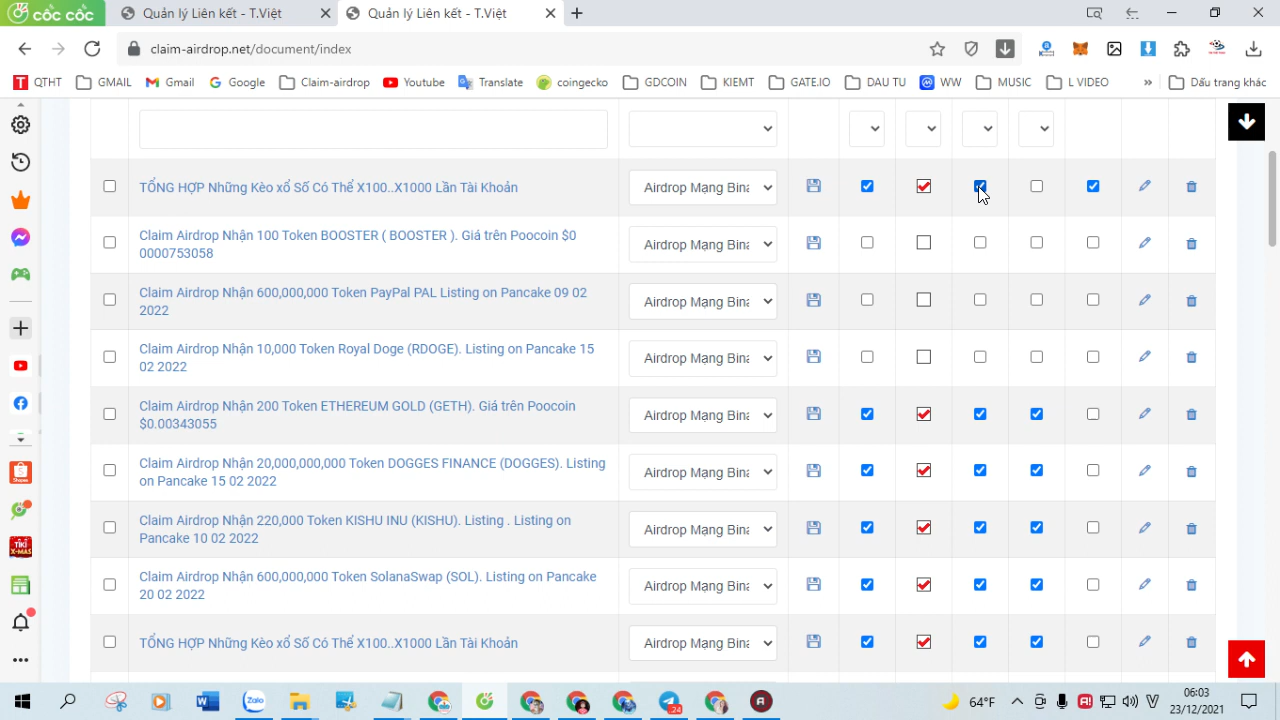 cốc cốc
Quản lý kiết - T.Việt
Quản lý kết - T.Việt
claim-airdrop.net/document/index
QTHT
GMAIL
Gmail
Google
Claim-airdrop
Youtube
Translate
coingecko
GDCOIN
KIEMT
GATE.IO
DAU TU
WW
MUSIC
L VIDEO
»
Dấu trang khác
TỔNG HỢP Những Kèo xổ Số Có Thể X100..X1000 Lần Tài Khoản
Airdrop Mạng Bina
Claim Airdrop Nhận 100 Token BOOSTER ( BOOSTER ). Giá trên Poocoin $0
0000753058
Airdrop Mạng Bina
Claim Airdrop Nhận 600,000,000 Token PayPal PAL Listing on Pancake 09 02
2022
Airdrop Mạng Bina
Claim Airdrop Nhận 10,000 Token Royal Doge (RDOGE). Listing on Pancake 15
02 2022
Airdrop Mạng Bina
Claim Airdrop Nhận 200 Token ETHEREUM GOLD (GETH). Giá trên Poocoin
$0.00343055
Airdrop Mạng Bina
Claim Airdrop Nhận 20,000,000,000 Token DOGGES FINANCE (DOGGES). Listing
on Pancake 15 02 2022
Airdrop Mạng Bina
Claim Airdrop Nhận 220,000 Token KISHU INU (KISHU). Listing . Listing on
Pancake 10 02 2022
Airdrop Mạng Bina
Claim Airdrop Nhận 600,000,000 Token SolanaSwap (SOL). Listing on Pancake
20 02 2022
Airdrop Mạng Bina
TỔNG HỢP Những Kèo xổ Số Có Thể X100..X1000 Lần Tài Khoản
Airdrop Mạng Bina
64°F
06:03
23/12/2021